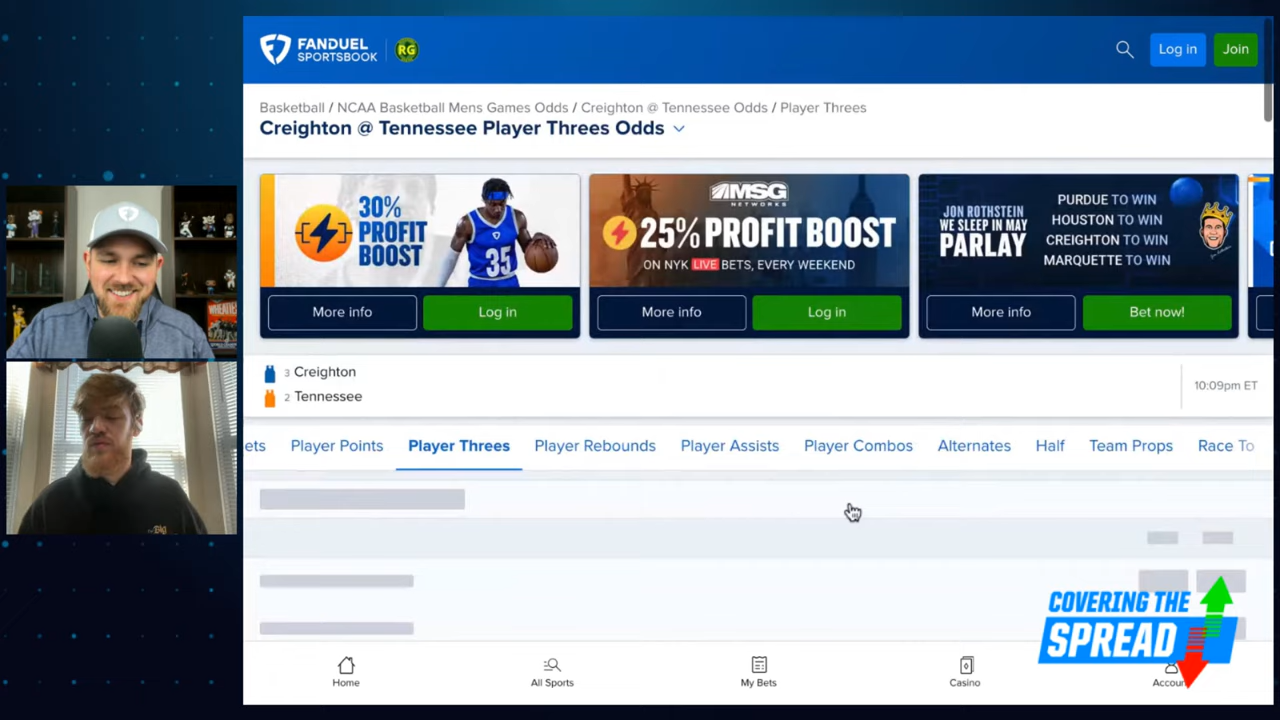 FANDUEL
SPORTSBOOK
RG
Log in
Join
Basketball / NCAA Basketball Mens Games Odds / Creighton @ Tennessee Odds / Player Threes
Creighton @ Tennessee Player Threes Odds
30%
PROFIT
BOOST
35
More info
Log in
MSG
NETWORKS
25% PROFIT BOOST
ON NYK LIVE BETS, EVERY WEEKEND
More info
Log in
JON ROTHSTEIN
WE SLEEP IN MAY
PARLAY
PURDUE TO WIN
HOUSTON TO WIN
CREIGHTON TO WIN
MARQUETTE TO WIN
More info
Bet now!
3 Creighton
2 Tennessee
10:09pm ET
ets
Player Points
Player Threes
Player Rebounds
Player Assists
Player Combos
Alternates
Half
Team Props
Race To
COVERING THE
SPREAD
Home
All Sports
My Bets
Casino
Accoun
WHEATIES